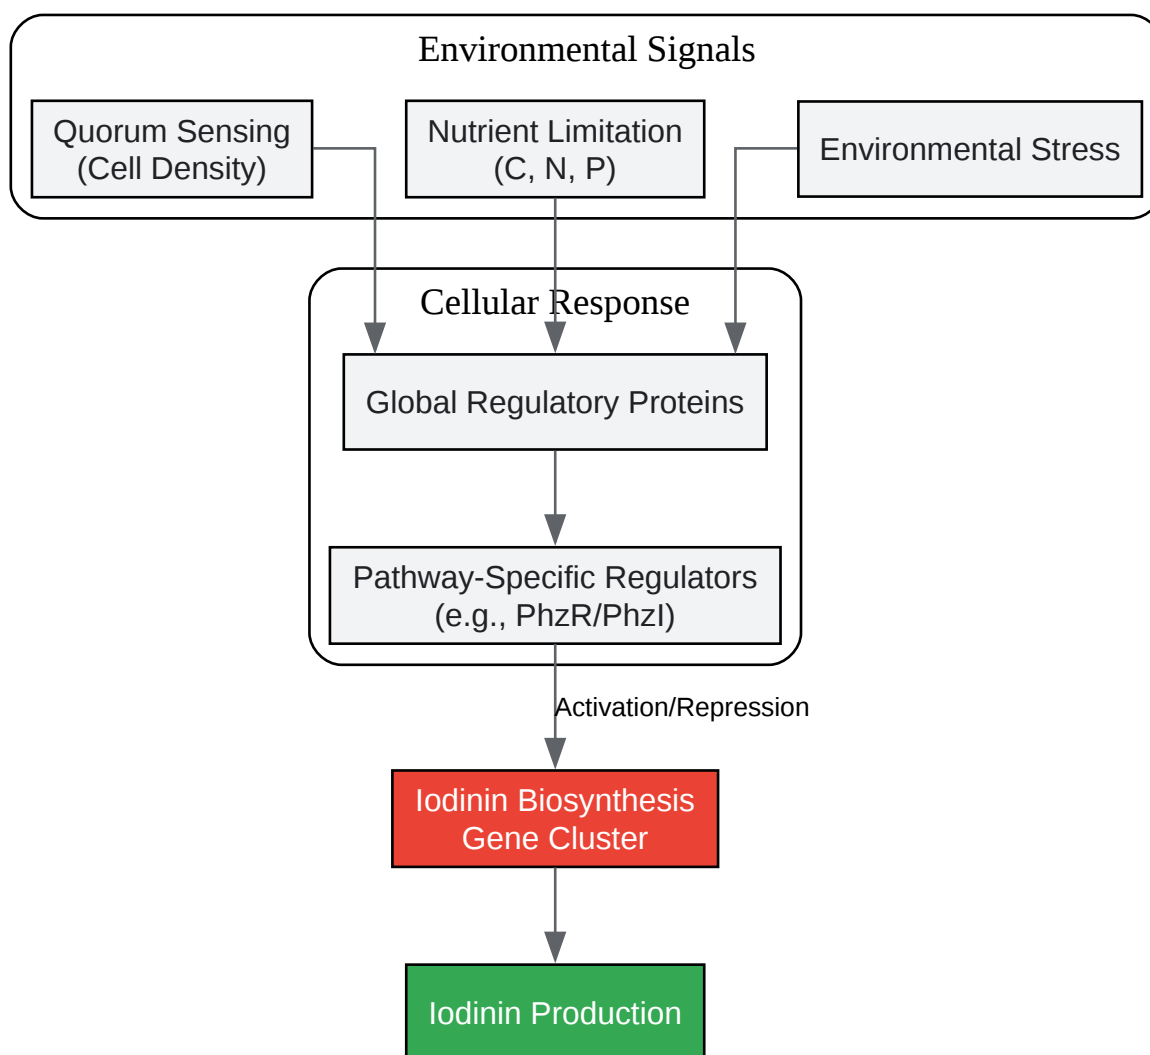 Environmental Signals
Quorum Sensing
(Cell Density)
Nutrient Limitation
(C, N, P)
Environmental Stress
Cellular Response
Global Regulatory Proteins
Pathway-Specific Regulators
(e.g., PhzR/PhzI)
Activation/Repression
Iodinin Biosynthesis
Gene Cluster
Iodinin Production